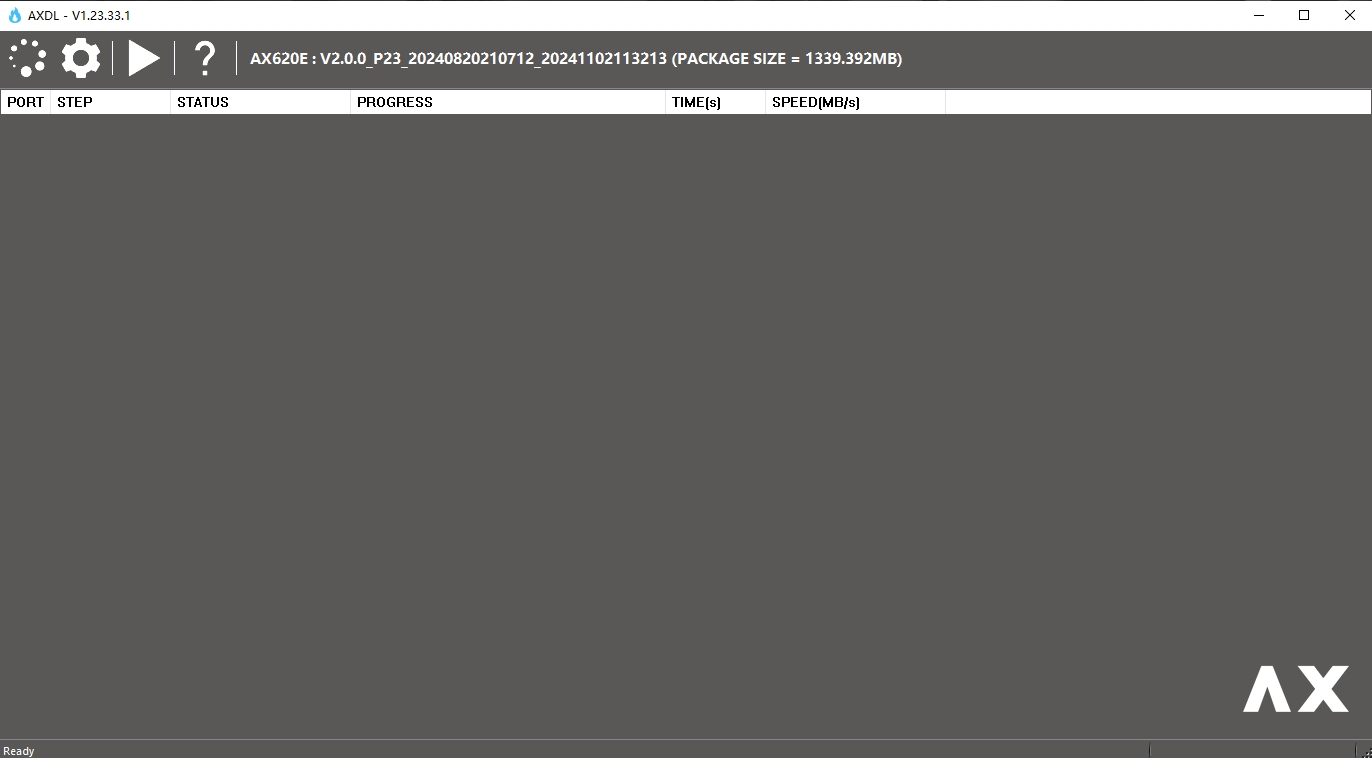 AXDL - V1.23.33.1
? AX620E : V2.0.0_P23_20240820210712_20241102113213 (PACKAGE SIZE = 1339.392MB)
PORT STEP STATUS PROGRESS TIME(s) SPEED(MB/s)
AX
Ready